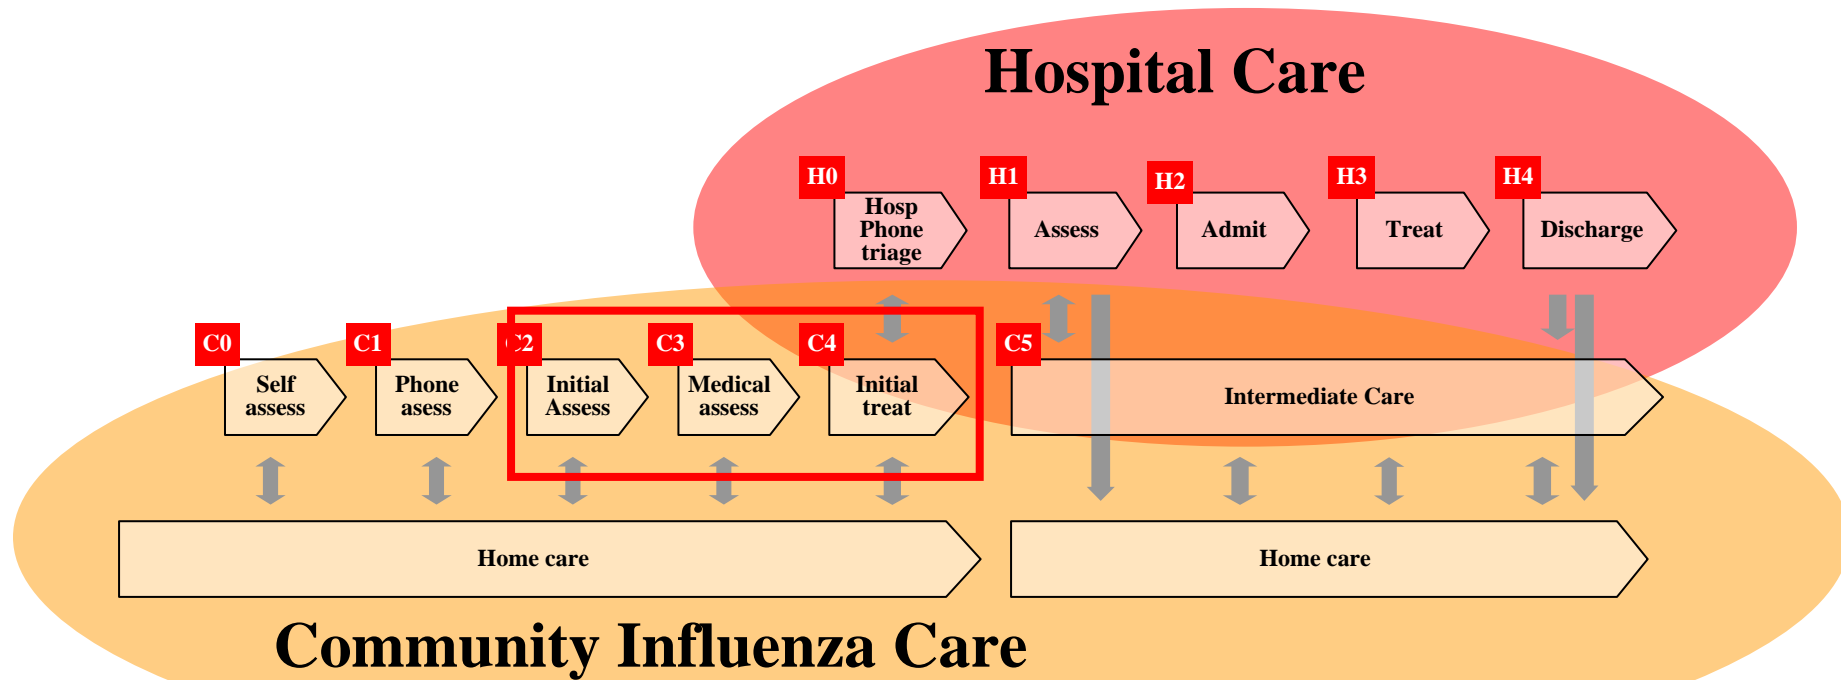 Hospital Care
H0
H1
H2
H3
H4
Hosp
Phone
triage
Assess
Admit
Treat
Discharge
C0
C1
C2
C3
C4
C5
Self
assess
Phone
asess
Initial
Assess
Medical
assess
Initial
treat
Intermediate Care
Home care
Home care
Community Influenza Care